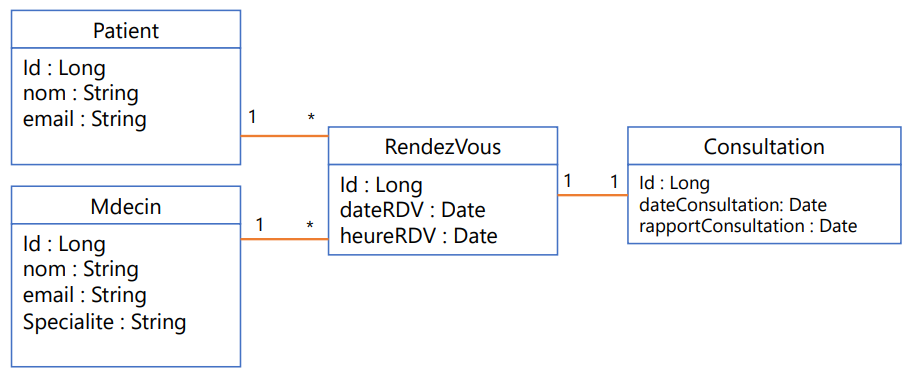 Patient
Id : Long
nom : String
email : String
1
*
Mdecin
Id : Long
nom : String
email : String
Specialite : String
1
*
RendezVous
Id : Long
dateRDV : Date
heureRDV : Date
1
1
Consultation
Id : Long
dateConsultation: Date
rapportConsultation : Date